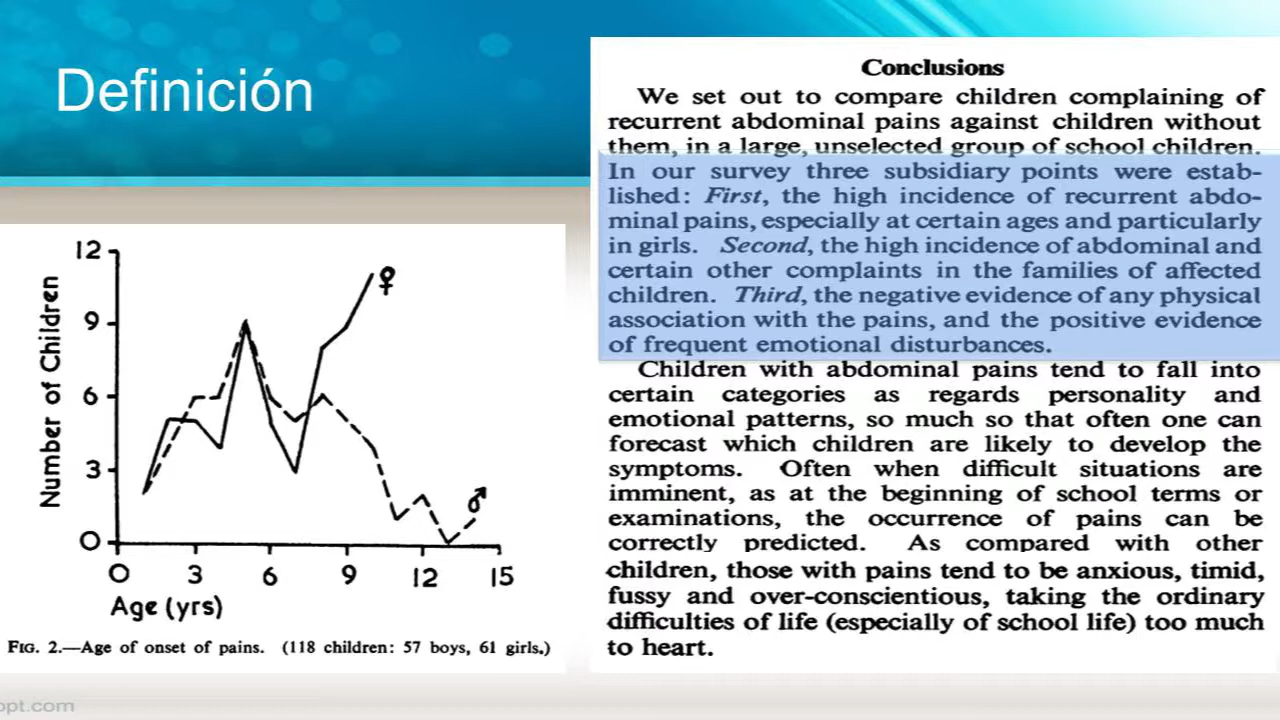 Definición
12
9
6
3
0
Number of Children
♀
♂
0 3 6 9 12 15
Age (yrs)
FIG. 2.—Age of onset of pains. (118 children: 57 boys, 61 girls.)
Conclusions
We set out to compare children complaining of
recurrent abdominal pains against children without
them, in a large, unselected group of school children.
In our survey three subsidiary points were estab-
lished: First, the high incidence of recurrent abdo-
minal pains, especially at certain ages and particularly
in girls. Second, the high incidence of abdominal and
certain other complaints in the families of affected
children. Third, the negative evidence of any physical
association with the pains, and the positive evidence
of frequent emotional disturbances.
Children with abdominal pains tend to fall into
certain categories as regards personality and
emotional patterns, so much so that often one can
forecast which children are likely to develop the
symptoms. Often when difficult situations are
imminent, as at the beginning of school terms or
examinations, the occurrence of pains can be
correctly predicted. As compared with other
children, those with pains tend to be anxious, timid,
fussy and over-conscientious, taking the ordinary
difficulties of life (especially of school life) too much
to heart.
ppt.com